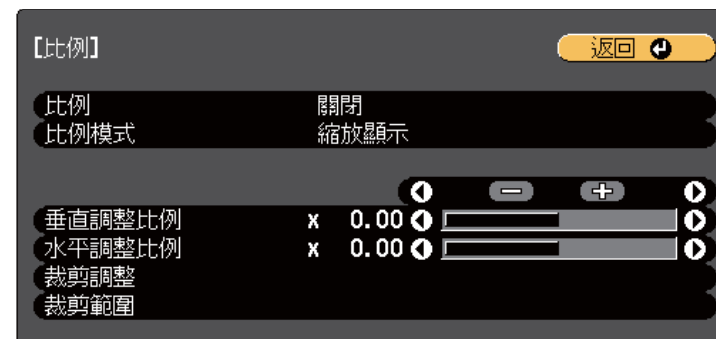 【比例】
返回
比例 關閉
比例模式 縮放顯示
− +
垂直調整比例 x 0.00
水平調整比例 x 0.00
裁剪調整
裁剪範圍